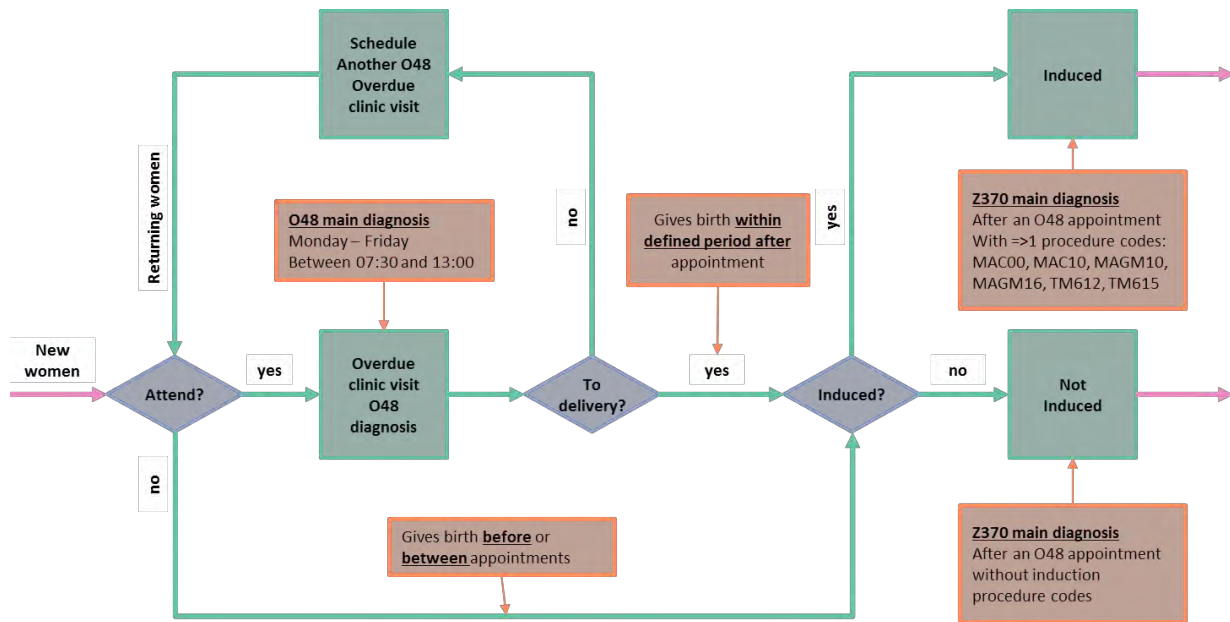 Schedule
Another O48
Overdue
clinic visit
Induced
Returning women
no
yes
O48 main diagnosis
Monday – Friday
Between 07:30 and 13:00
Gives birth within
defined period after
appointment
Z370 main diagnosis
After an O48 appointment
With =>1 procedure codes:
MAC00, MAC10, MAGM10,
MAGM16, TM612, TM615
New
women
Attend?
yes
Overdue
clinic visit
O48
diagnosis
To
delivery?
yes
Induced?
no
Not
Induced
no
Gives birth before or
between appointments
Z370 main diagnosis
After an O48 appointment
without induction
procedure codes